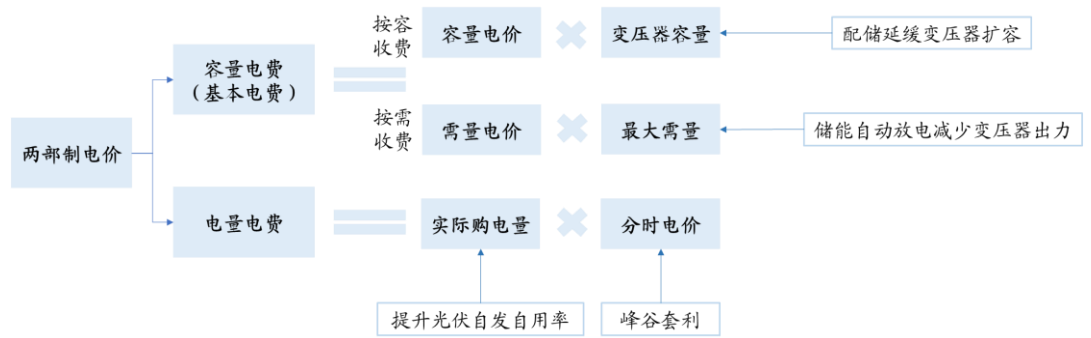 按容
收费
容量电价
变压器容量
配储延缓变压器扩容
容量电费
（基本电费）
按需
收费
需量电价
最大需量
储能自动放电减少变压器出力
两部制电价
电量电费
实际购电量
分时电价
提升光伏自发自用率
峰谷套利